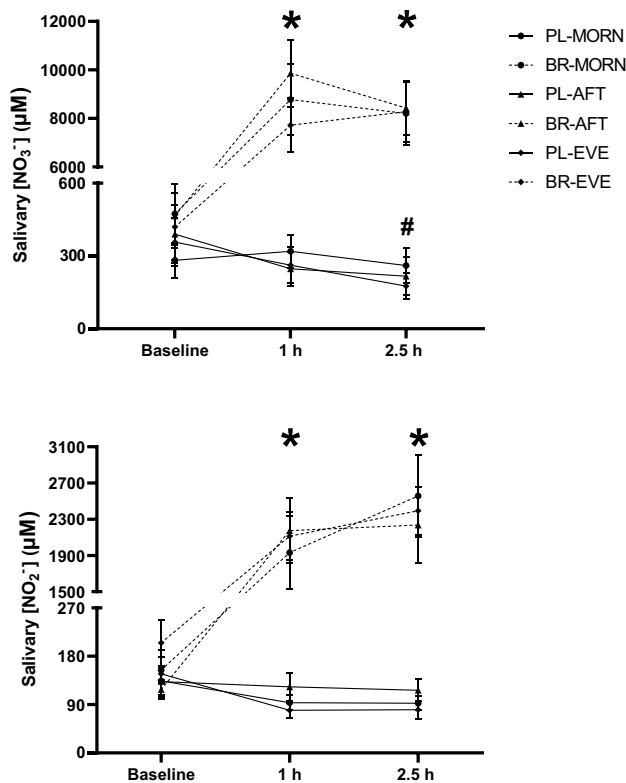 * *
12000
10000
8000
6000
600
300
0
Salivary [NO₃⁻] (µM)
#
Baseline 1 h 2.5 h
PL-MORN
BR-MORN
PL-AFT
BR-AFT
PL-EVE
BR-EVE
* *
3100
2700
2300
1900
1500
270
180
90
0
Salivary [NO₂⁻] (µM)
Baseline 1 h 2.5 h